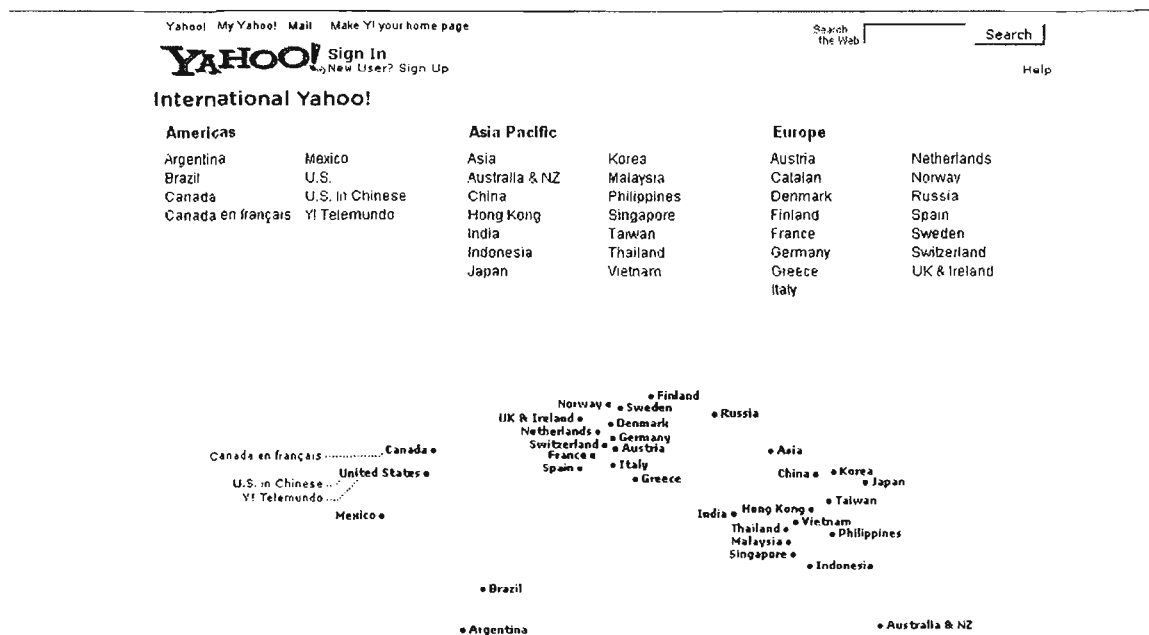 Yahoo! My Yahoo! Mail Make Y! your home page
Search the Web
Search
YAHOO!
Sign In
New User? Sign Up
Help
International Yahoo!
Americas
Argentina
Brazil
Canada
Canada en français
Mexico
U.S.
U.S. in Chinese
Y! Telemundo
Asia Pacific
Asia
Australia & NZ
China
Hong Kong
India
Indonesia
Japan
Korea
Malaysia
Philippines
Singapore
Taiwan
Thailand
Vietnam
Europe
Austria
Catalan
Denmark
Finland
France
Germany
Greece
Italy
Netherlands
Norway
Russia
Spain
Sweden
Switzerland
UK & Ireland
Finland
Norway
Sweden
Russia
UK & Ireland
Denmark
Netherlands
Germany
Switzerland
Austria
France
Spain
Italy
Greece
Canada
Canada en français
United States
U.S. in Chinese
Y! Telemundo
Mexico
Asia
China
Korea
Japan
Taiwan
India
Hong Kong
Vietnam
Thailand
Philippines
Malaysia
Singapore
Indonesia
Brazil
Argentina
Australia & NZ